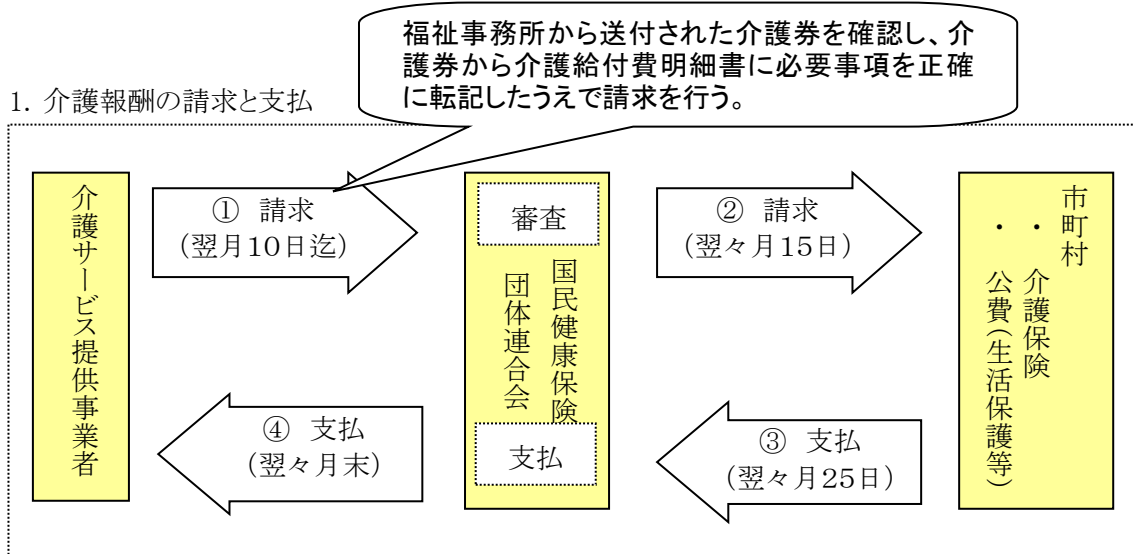 福祉事務所から送付された介護券を確認し、介
護券から介護給付費明細書に必要事項を正確
に転記したうえで請求を行う。
1. 介護報酬の請求と支払
介護サービス提供事業者
① 請求
(翌月10日迄)
審査
国民健康保険
団体連合会
支払
② 請求
(翌々月15日)
市町村
・ 介護保険
・ 公費(生活保護等)
③ 支払
(翌々月25日)
④ 支払
(翌々月末)